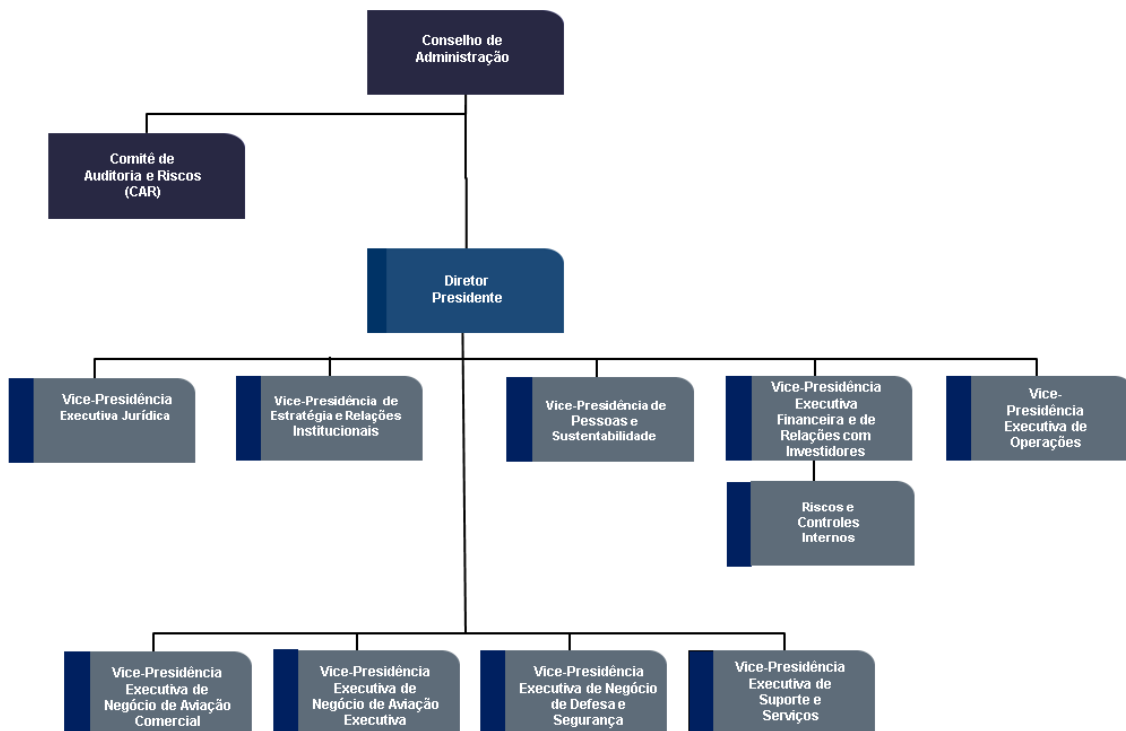 Conselho de
Administração
Comitê de
Auditoria e Riscos
(CAR)
Diretor
Presidente
Vice-Presidência
Executiva Jurídica
Vice-Presidência de
Estratégia e Relações
Institucionais
Vice-Presidência de
Pessoas e
Sustentabilidade
Vice-Presidência
Executiva
Financeira e de
Relações com
Investidores
Vice-
Presidência
Executiva de
Operações
Riscos e
Controles
Internos
Vice-Presidência
Executiva de
Negócio de Aviação
Comercial
Vice-Presidência
Executiva de
Negócio de Aviação
Executiva
Vice-Presidência
Executiva de Negócio
de Defesa e
Segurança
Vice-Presidência
Executiva de
Suporte e
Serviços